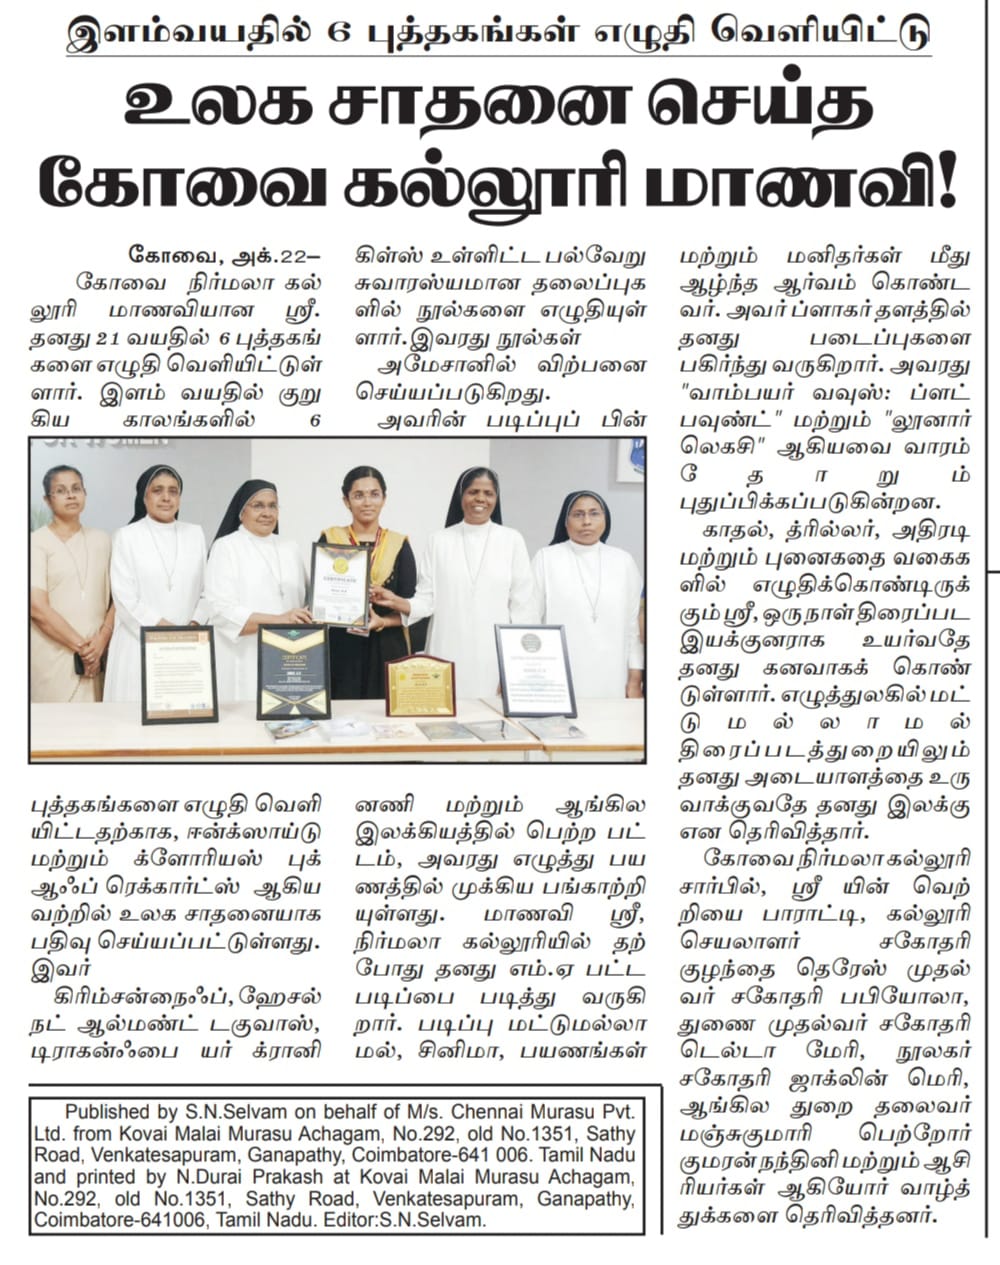 இளம்வயதில் 6 புத்தகங்கள் எழுதி வெளியிட்டு
உலக சாதனை செய்த
கோவை கல்லூரி மாணவி!
கோவை, அக்.22–
கோவை நிர்மலா கல்
லூரி மாணவியான ஸ்ரீ.
தனது 21 வயதில் 6 புத்தகங்
களை எழுதி வெளியிட்டுள்
ளார். இளம் வயதில் குறு
கிய காலங்களில் 6
புத்தகங்களை எழுதி வெளி
யிட்டதற்காக, ஈன்க்ஸாய்டு
மற்றும் க்ளோரியஸ் புக்
ஆஃப் ரெக்கார்ட்ஸ் ஆகிய
வற்றில் உலக சாதனையாக
பதிவு செய்யப்பட்டுள்ளது.
இவர்
கிரிம்சன்நைஃப், ஹேசல்
நட் ஆல்மண்ட் டகுவாஸ்,
டிராகன்ஃபை யர் க்ரானி
கிள்ஸ் உள்ளிட்ட பல்வேறு
சுவாரஸ்யமான தலைப்புக
ளில் நூல்களை எழுதியுள்
ளார்.இவரது நூல்கள்
அமேசானில் விற்பனை
செய்யப்படுகிறது.
அவரின் படிப்புப் பின்
னணி மற்றும் ஆங்கில
இலக்கியத்தில் பெற்ற பட்
டம், அவரது எழுத்து பய
ணத்தில் முக்கிய பங்காற்றி
யுள்ளது. மாணவி ஸ்ரீ,
நிர்மலா கல்லூரியில் தற்
போது தனது எம்.ஏ பட்ட
படிப்பை படித்து வருகி
றார். படிப்பு மட்டுமல்லா
மல், சினிமா, பயணங்கள்
மற்றும் மனிதர்கள் மீது
ஆழ்ந்த ஆர்வம் கொண்ட
வர். அவர் ப்ளாகர் தளத்தில்
தனது படைப்புகளை
பகிர்ந்து வருகிறார். அவரது
"வாம்பயர் வவுஸ்: ப்ளட்
பவுண்ட்" மற்றும் "லூனார்
லெகசி" ஆகியவை வாரம்
தோறும்
புதுப்பிக்கப்படுகின்றன.
காதல், த்ரில்லர், அதிரடி
மற்றும் புனைகதை வகைக
ளில் எழுதிக்கொண்டிருக்
கும் ஸ்ரீ, ஒரு நாள் திரைப்பட
இயக்குனராக உயர்வதே
தனது கனவாகக் கொண்
டுள்ளார். எழுத்துலகில் மட்
டுமல்லாமல்
திரைப்படத்துறையிலும்
தனது அடையாளத்தை உரு
வாக்குவதே தனது இலக்கு
என தெரிவித்தார்.
கோவை நிர்மலா கல்லூரி
சார்பில், ஸ்ரீ யின் வெற்
றியை பாராட்டி, கல்லூரி
செயலாளர் சகோதரி
குழந்தை தெரேஸ் முதல்
வர் சகோதரி பபியோலா,
துணை முதல்வர் சகோதரி
டெல்டா மேரி, நூலகர்
சகோதரி ஜாக்லின் மெரி,
ஆங்கில துறை தலைவர்
மஞ்சுகுமாரி பெற்றோர்
குமரன் நந்தினி மற்றும் ஆசி
ரியர்கள் ஆகியோர் வாழ்த்
துக்களை தெரிவித்தனர்.
CERTIFICATE
Published by S.N.Selvam on behalf of M/s. Chennai Murasu Pvt.
Ltd. from Kovai Malai Murasu Achagam, No.292, old No.1351, Sathy
Road, Venkatesapuram, Ganapathy, Coimbatore-641 006. Tamil Nadu
and printed by N.Durai Prakash at Kovai Malai Murasu Achagam,
No.292, old No.1351, Sathy Road, Venkatesapuram, Ganapathy,
Coimbatore-641006, Tamil Nadu. Editor:S.N.Selvam.